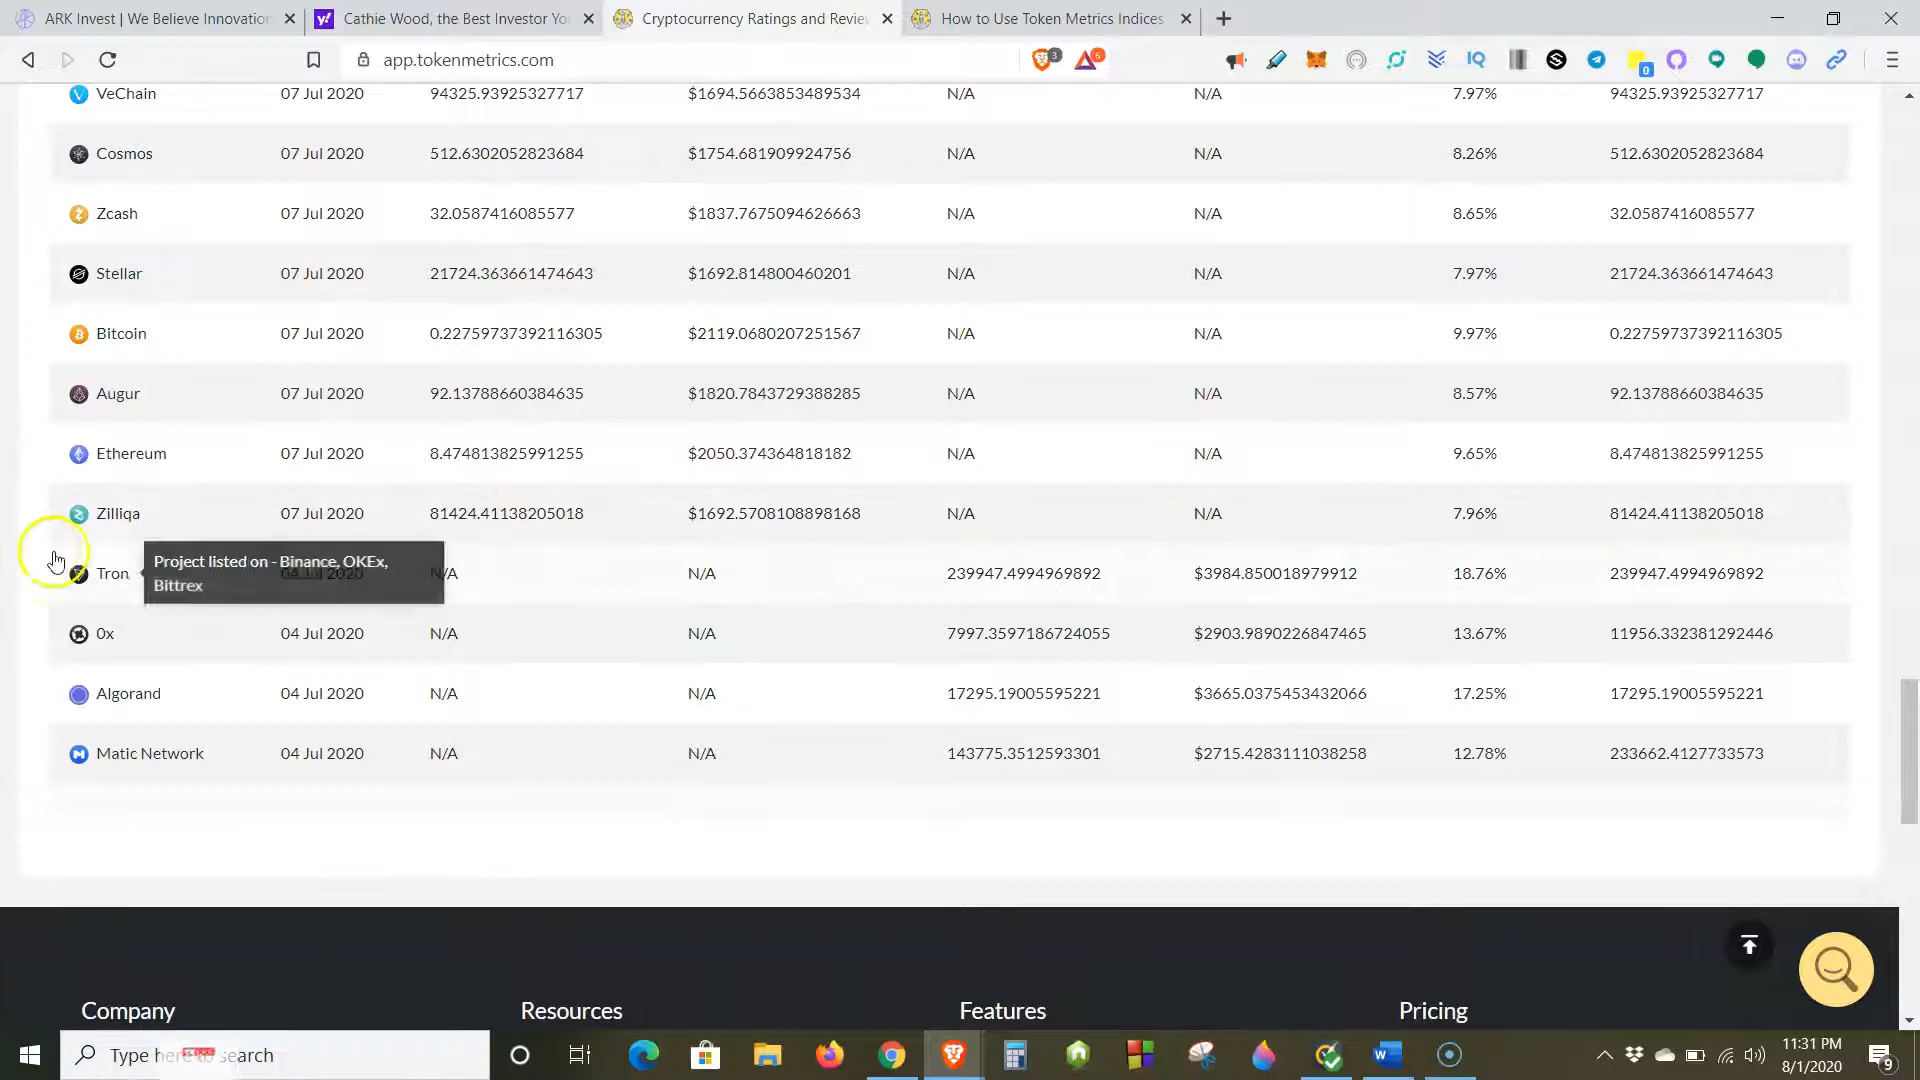 ARK Invest | We Believe Innovation
Cathie Wood, the Best Investor Yo
Cryptocurrency Ratings and Revie
How to Use Token Metrics Indices
app.tokenmetrics.com
3
6
IQ
0
VeChain 07 Jul 2020 94325.93925327717 $1694.5663853489534 N/A N/A 7.97% 94325.93925327717
Cosmos 07 Jul 2020 512.6302052823684 $1754.681909924756 N/A N/A 8.26% 512.6302052823684
Zcash 07 Jul 2020 32.0587416085577 $1837.7675094626663 N/A N/A 8.65% 32.0587416085577
Stellar 07 Jul 2020 21724.363661474643 $1692.814800460201 N/A N/A 7.97% 21724.363661474643
Bitcoin 07 Jul 2020 0.22759737392116305 $2119.0680207251567 N/A N/A 9.97% 0.22759737392116305
Augur 07 Jul 2020 92.13788660384635 $1820.7843729388285 N/A N/A 8.57% 92.13788660384635
Ethereum 07 Jul 2020 8.474813825991255 $2050.374364818182 N/A N/A 9.65% 8.474813825991255
Zilliqa 07 Jul 2020 81424.41138205018 $1692.5708108898168 N/A N/A 7.96% 81424.41138205018
Project listed on - Binance, OKEx,
Bittrex
Tron 04 Jul 2020 N/A N/A 239947.4994969892 $3984.850018979912 18.76% 239947.4994969892
0x 04 Jul 2020 N/A N/A 7997.3597186724055 $2903.9890226847465 13.67% 11956.332381292446
Algorand 04 Jul 2020 N/A N/A 17295.19005595221 $3665.0375453432066 17.25% 17295.19005595221
Matic Network 04 Jul 2020 N/A N/A 143775.3512593301 $2715.4283111038258 12.78% 233662.4127733573
Company Resources Features Pricing
Type here to search
11:31 PM
8/1/2020
9